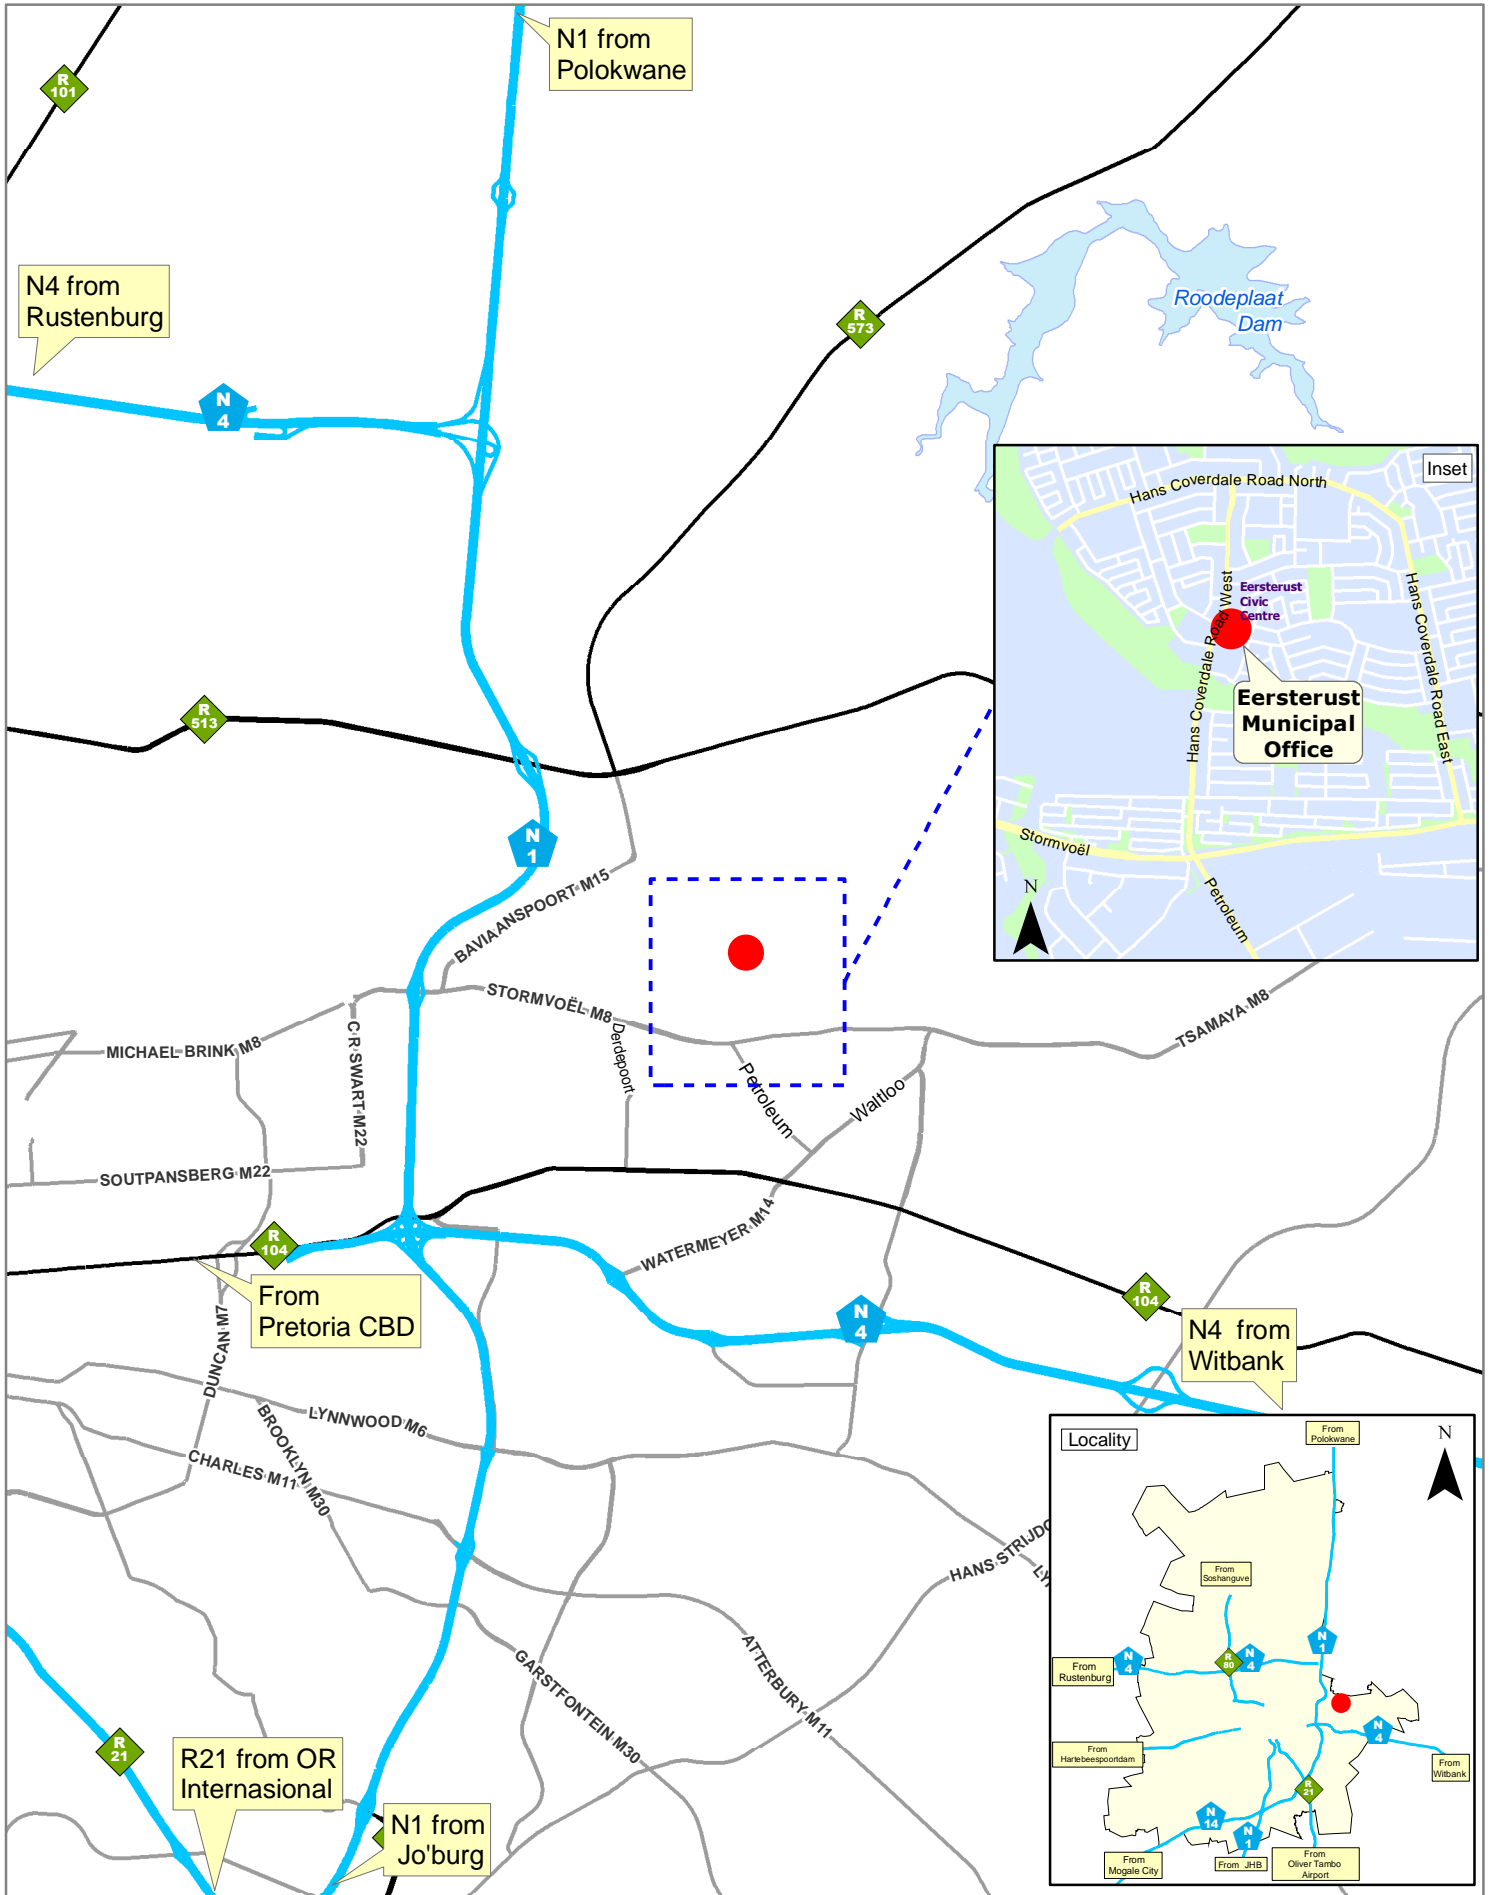 N1 from
Polokwane
R
101
N4 from
Rustenburg
N
4
R
573
Roodeplaat
Dam
Inset
Hans Coverdale Road North
Hans Coverdale Road West
Hans Coverdale Road East
Eersterust
Civic
Centre
Eersterust
Municipal
Office
Stormvoël
Petroleum
N
R
513
N
1
BAVIAANSPOORT M15
STORMVOËL M8
Derdepoort
Petroleum
Waltloo
TSAMAYA M8
MICHAEL BRINK M8
C R SWART M22
SOUTPANSBERG M22
WATERMEYER M14
R
104
From
Pretoria CBD
R
104
N
4
N4 from
Witbank
DUNCAN M7
LYNNWOOD M6
BROOKLYN M30
CHARLES M11
HANS STRIJDO
LY
GARSTFONTEIN M30
ATTERBURY M11
R
21
R21 from OR
Internasional
N1 from
Jo'burg
Locality
N
From
Polokwane
From
Soshanguve
N
1
From
Rustenburg
N
4
R
80
N
4
N
4
From
Hartebeespoortdam
From
Witbank
R
21
N
14
N
1
From
Mogale City
From JHB
From
Oliver Tambo
Airport